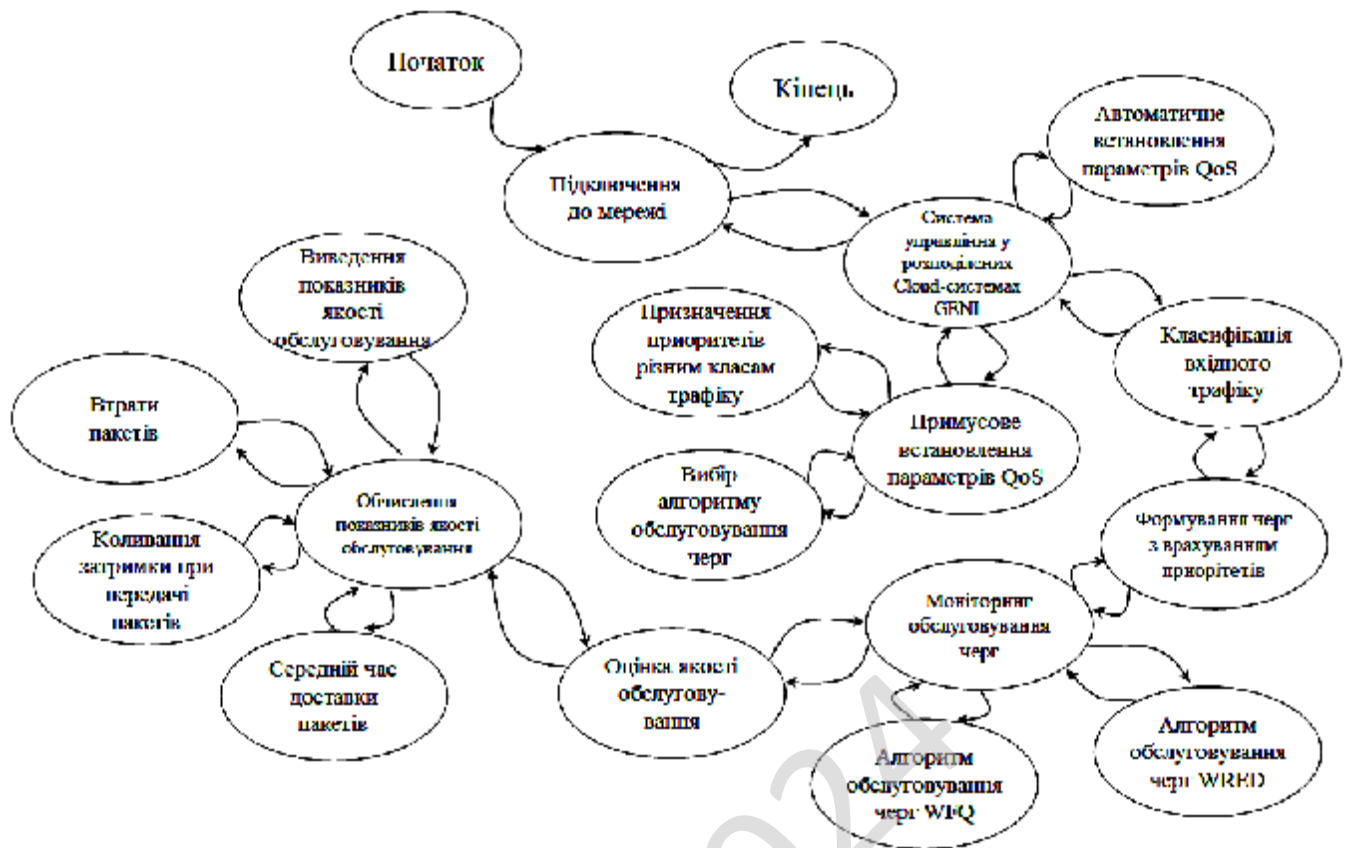 Початок
Кінець
Автоматичне
встановлення
параметрів QoS
Підключення
до мережі
Система
управління у
розподілених
Cloud-системах
GENI
Виведення
показників
якості
обслуговування
Призначення
приоритетів
різним класам
трафіку
Класифікація
вхідного
трафіку
Втрати
пакетів
Примусове
встановлення
параметрів QoS
Вибір
алгоритму
обслуговування
черг
Обчислення
показників якості
обслуговування
Формування черг
з врахуванням
приорітетів
Коливання
затримки при
передачі
пакетів
Моніторинг
обслуговування
черг
Середній час
доставки
пакетів
Оцінка якості
обслугову-
вання
Алгоритм
обслуговування
черг WRED
Алгоритм
обслуговування
черг WFQ
2024